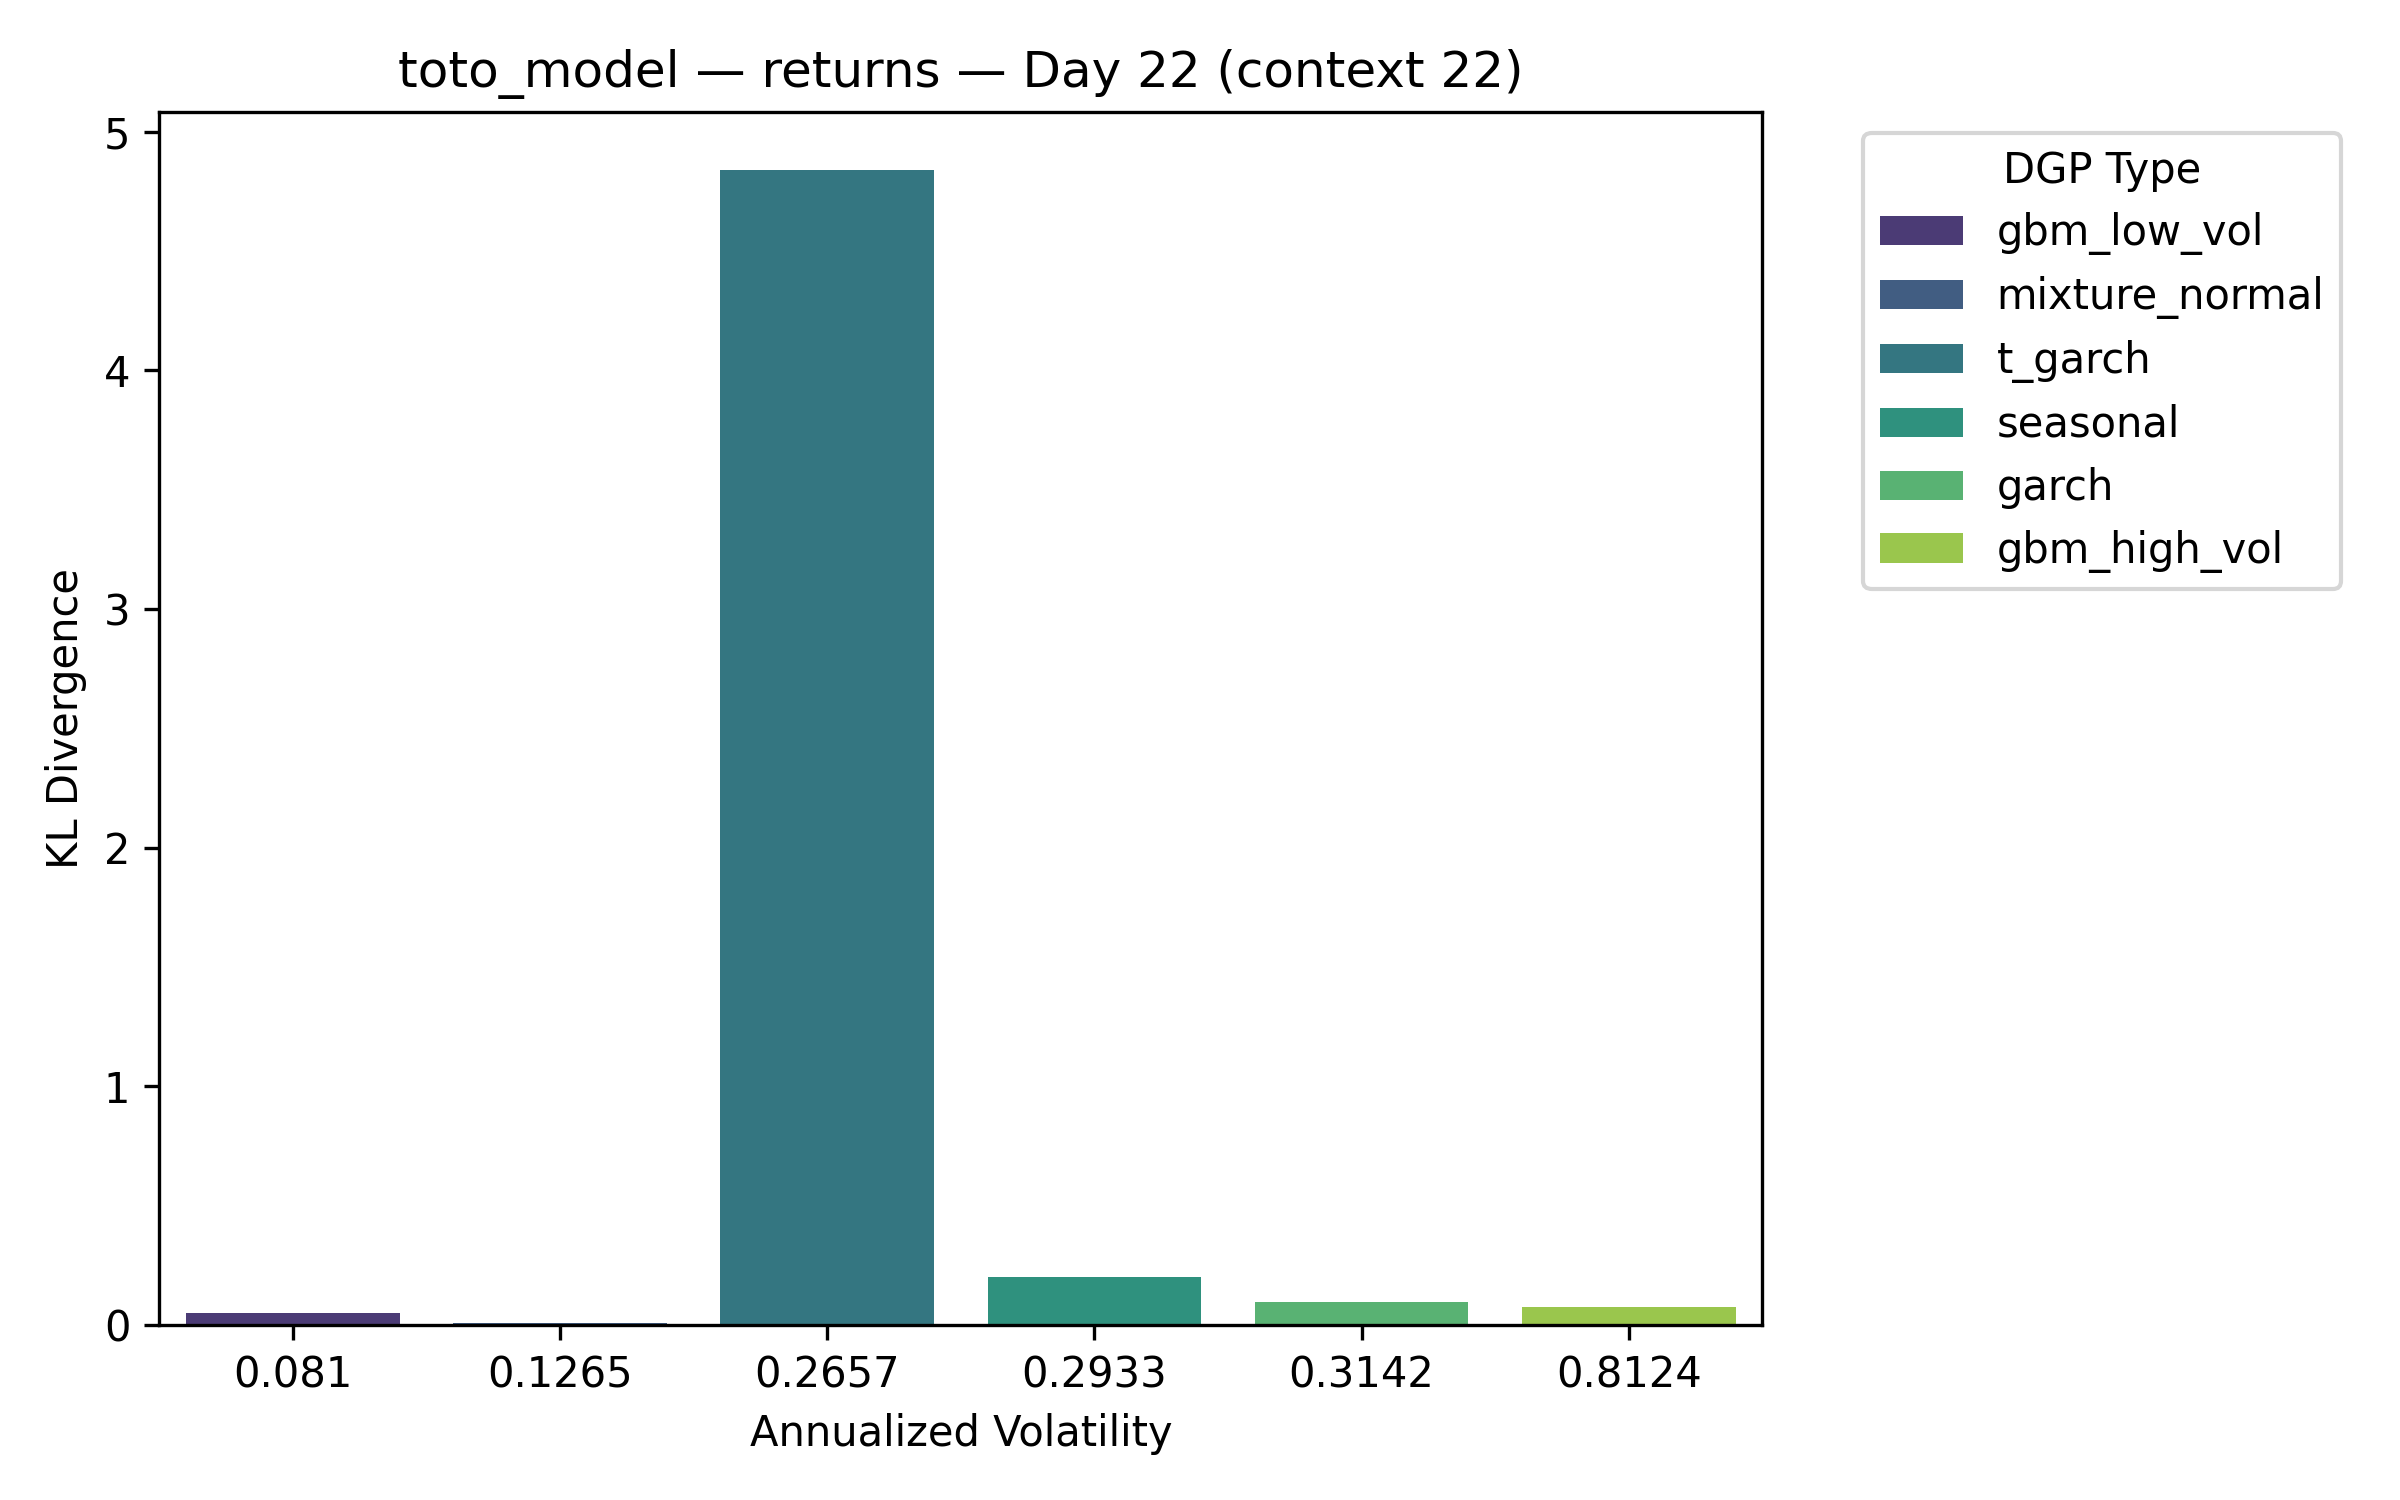 toto_model — returns — Day 22 (context 22)
KL Divergence
5
4
3
2
1
0
0.081
0.1265
0.2657
0.2933
0.3142
0.8124
Annualized Volatility
DGP Type
gbm_low_vol
mixture_normal
t_garch
seasonal
garch
gbm_high_vol